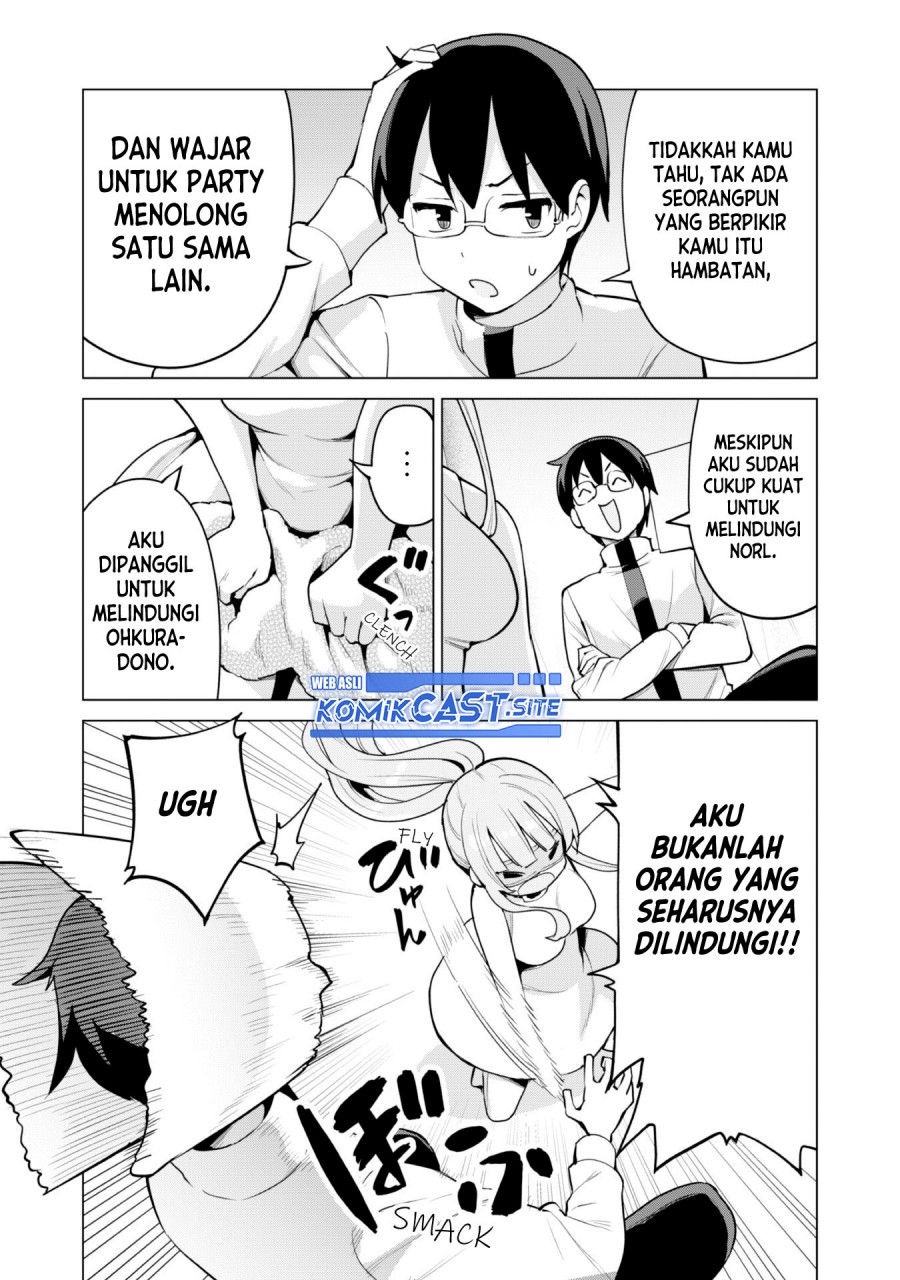 TIDAKKAH KAMU
TAHU, TAK ADA
SEORANGPUN
YANG BERPIKIR
KAMU ITU
HAMBATAN,
DAN WAJAR
UNTUK PARTY
MENOLONG
SATU SAMA
LAIN.
MESKIPUN
AKU SUDAH
CUKUP KUAT
UNTUK
MELINDUNGI
NORL.
...
ぐっ
CLENCH
AKU
DIPANGGIL
UNTUK
MELINDUNGI
OHKURA-
DONO.
WEB ASLI
KOMIKCAST.SITE
AKU
BUKANLAH
ORANG YANG
SEHARUSNYA
DILINDUNGI!!
FLY
びゅん
UGH
ぼーふ
SMACK